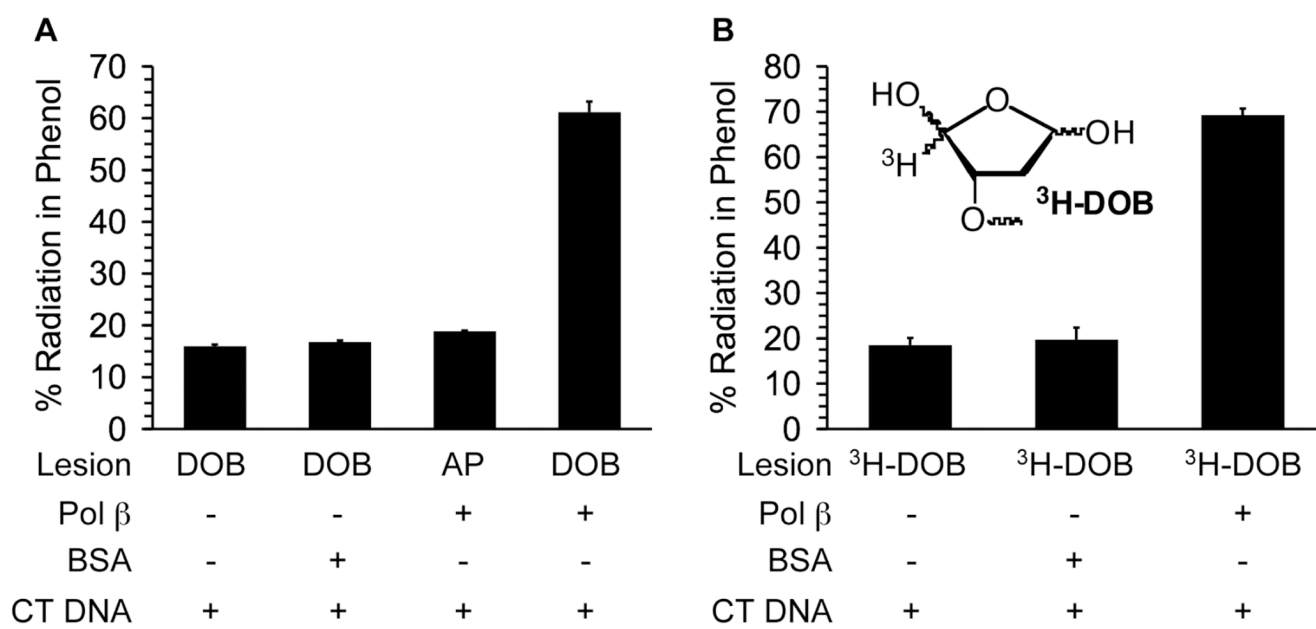 A
% Radiation in Phenol
70
60
50
40
30
20
10
0
Lesion DOB DOB AP DOB
Pol β - - + +
BSA - + - -
CT DNA + + + +
B
% Radiation in Phenol
80
70
60
50
40
30
20
10
0
HO O OH
³H
O
³H-DOB
Lesion ³H-DOB ³H-DOB ³H-DOB
Pol β - - +
BSA - + -
CT DNA + + +